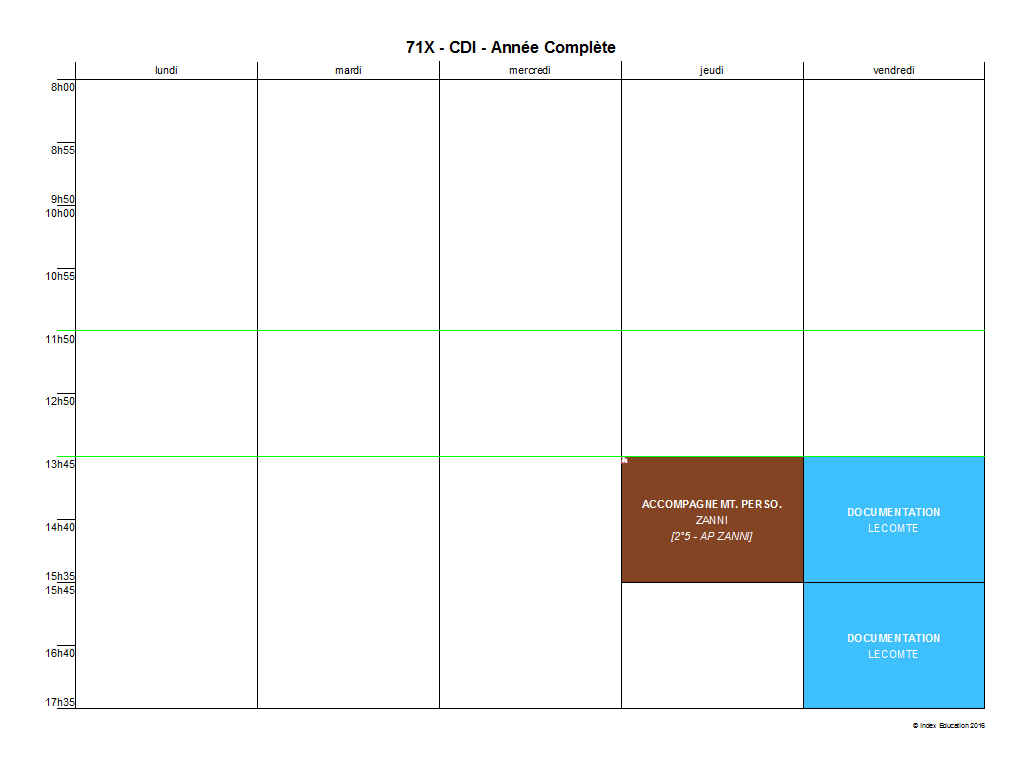 71X - CDI - Année Complète
lundi mardi mercredi jeudi vendredi
8h00
8h55
9h50
10h00
10h55
11h50
12h50
13h45
14h40
15h35
15h45
16h40
17h35
ACCOMPAGNEMT. PERSO.
ZANNI
[2°5 - AP ZANNI]
DOCUMENTATION
LECOMTE
DOCUMENTATION
LECOMTE
© Index Education 2016